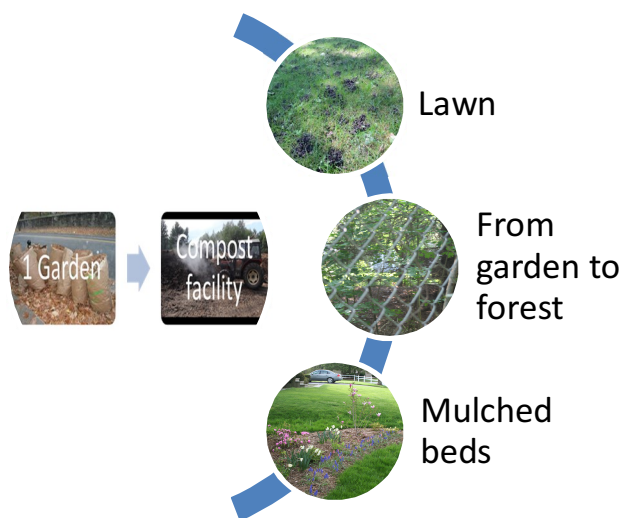 1 Garden
Compost
facility
Lawn
From
garden to
forest
Mulched
beds